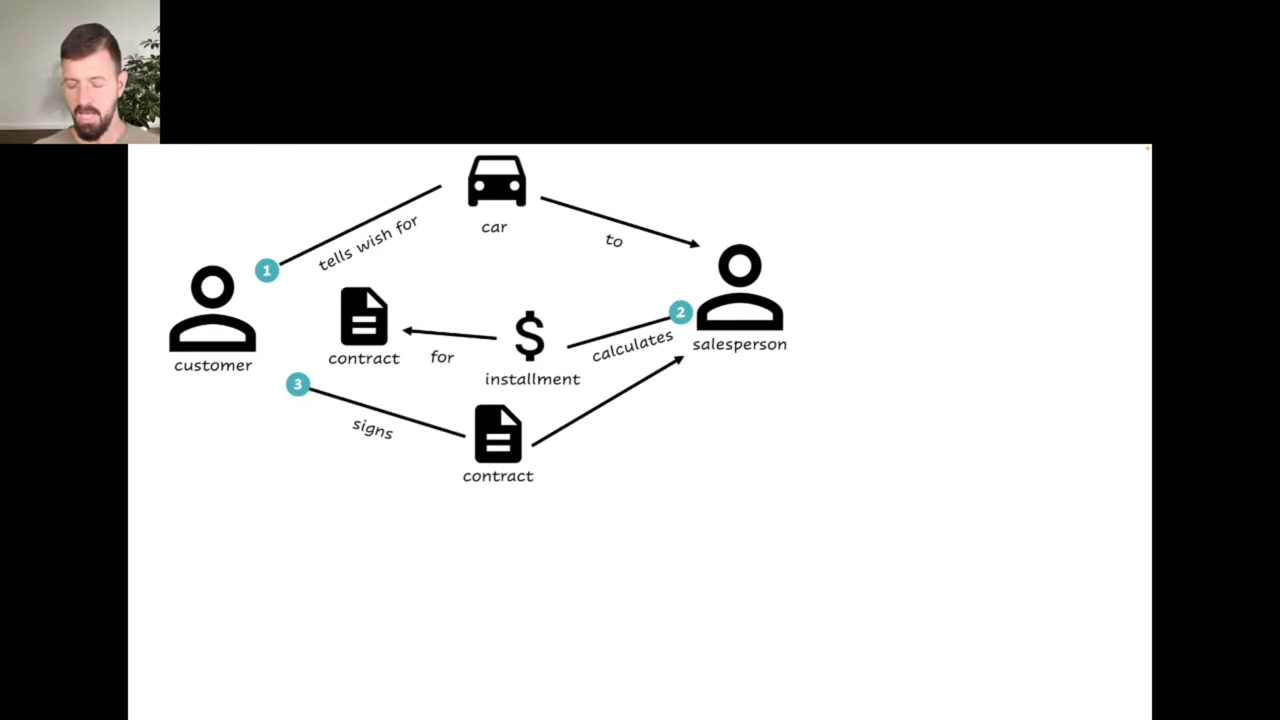 car
tells wish for
to
1
2
contract
for
installment
calculates
salesperson
customer
3
signs
contract